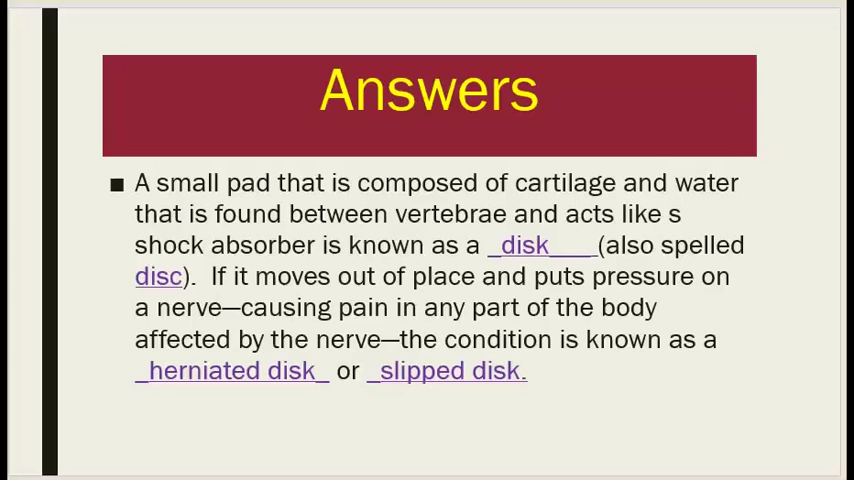 Answers
■ A small pad that is composed of cartilage and water
that is found between vertebrae and acts like s
shock absorber is known as a _disk___ (also spelled
disc).  If it moves out of place and puts pressure on
a nerve—causing pain in any part of the body
affected by the nerve—the condition is known as a
_herniated disk_ or _slipped disk.